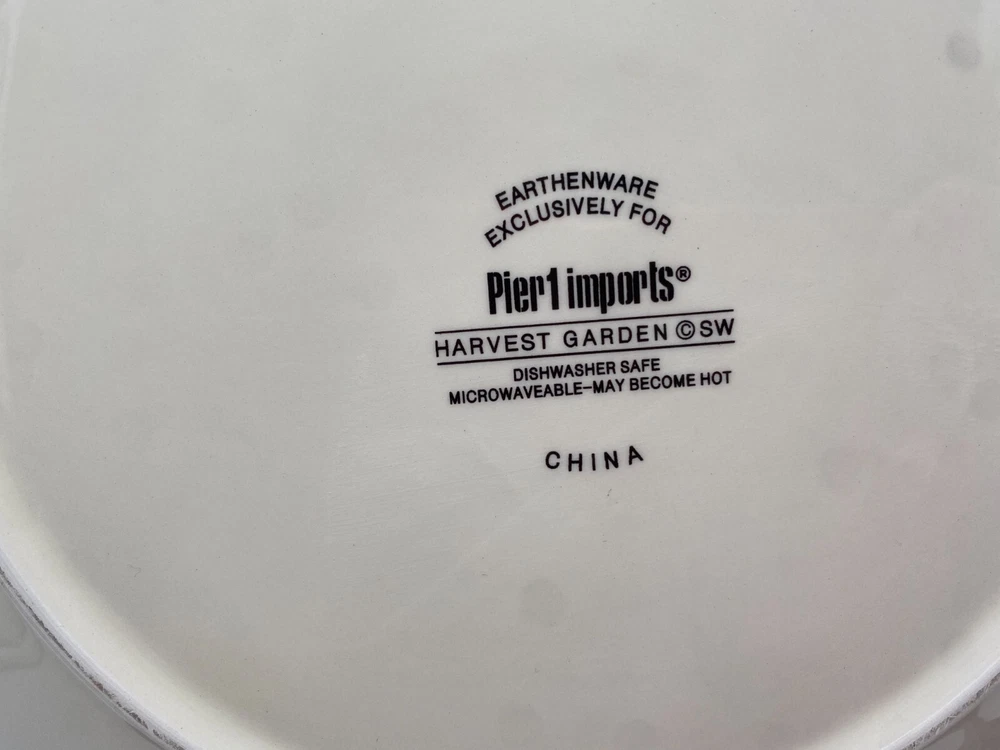 EARTHENWARE
EXCLUSIVELY FOR
Pier1 imports®
HARVEST GARDEN ©SW
DISHWASHER SAFE
MICROWAVEABLE–MAY BECOME HOT
CHINA